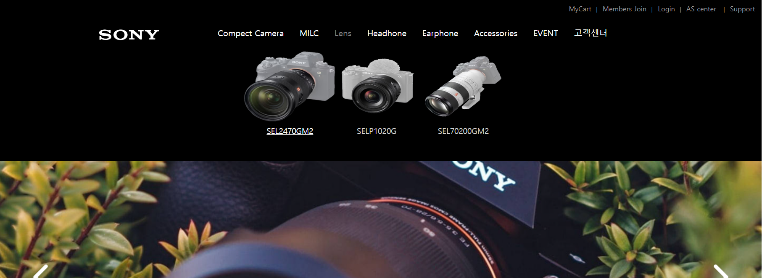 MyCart | Members Join | Login | AS center | Support
SONY Compect Camera MILC Lens Headhone Earphone Accessories EVENT 고객센터
SEL2470GM2 SELP1020G SEL70200GM2
SONY